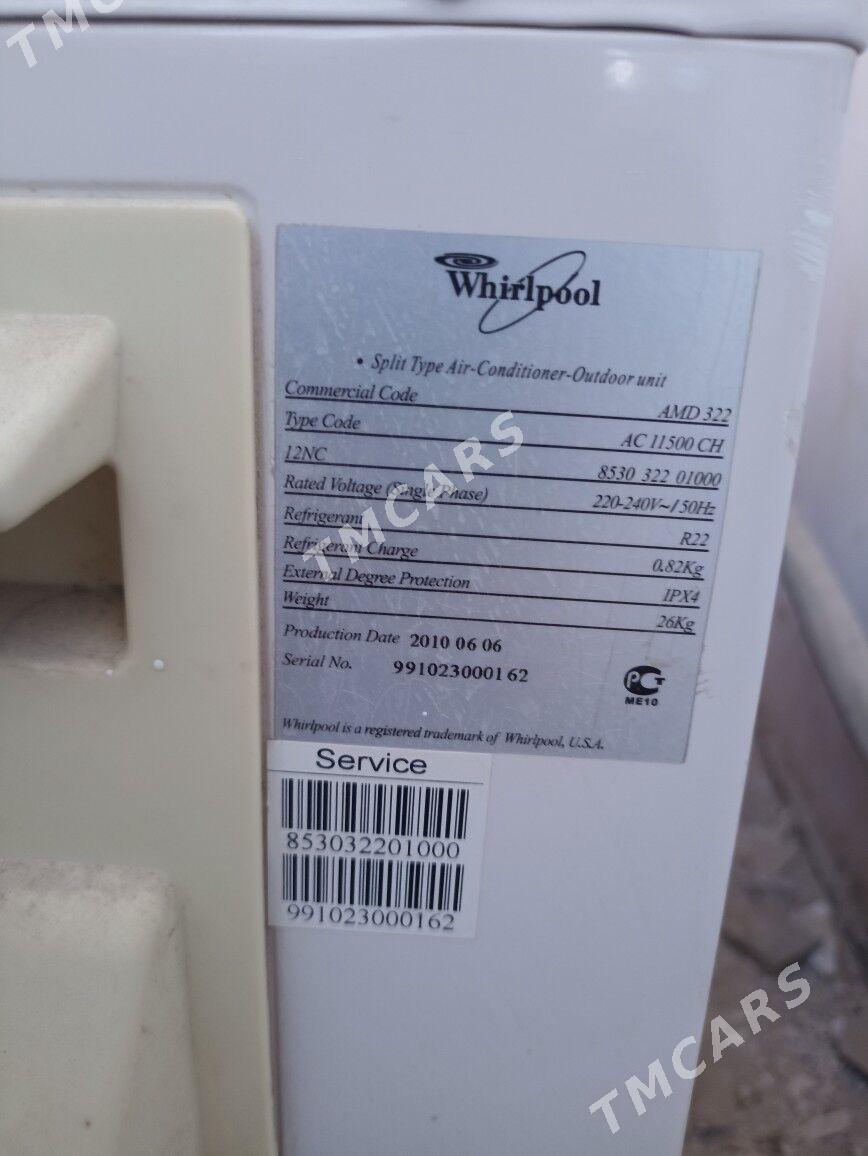 TMCARS
Whirlpool
• Split Type Air-Conditioner-Outdoor unit
Commercial Code AMD 322
Type Code AC 11500 CH
12NC 8530 322 01000
Rated Voltage (Single Phase) 220-240V~/50Hz
Refrigerant R22
Refrigerant Charge 0.82Kg
External Degree Protection IPX4
Weight 26Kg
Production Date 2010 06 06
Serial No. 991023000162
PCT
ME10
Whirlpool is a registered trademark of Whirlpool, U.S.A.
Service
853032201000
991023000162
TMCARS
TMCARS